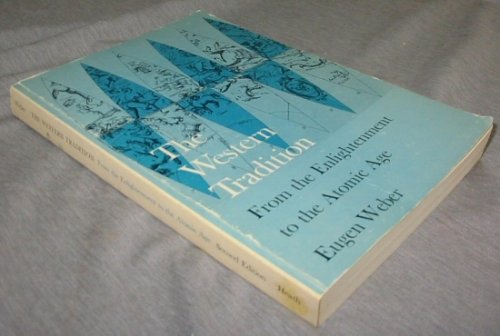 The
Western
Tradition
From the Enlightenment
to the Atomic Age
Eugen Weber
Weber THE WESTERN TRADITION From the Enlightenment to the Atomic Age Second Edition Heath